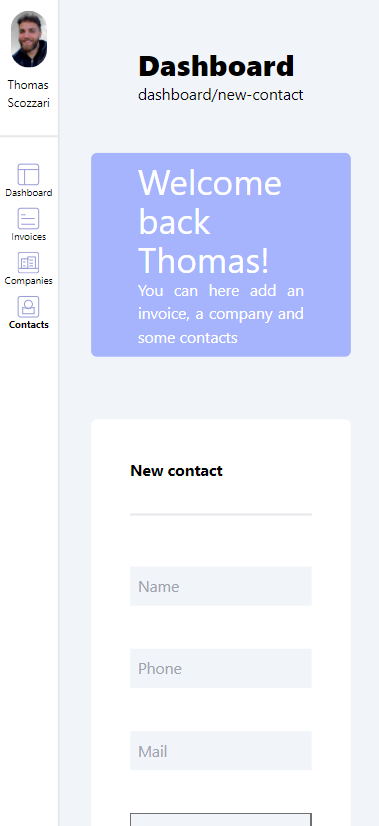 Thomas
Scozzari
Dashboard
Invoices
Companies
Contacts
Dashboard
dashboard/new-contact
Welcome
back
Thomas!
You can here add an
invoice, a company and
some contacts
New contact
Name
Phone
Mail